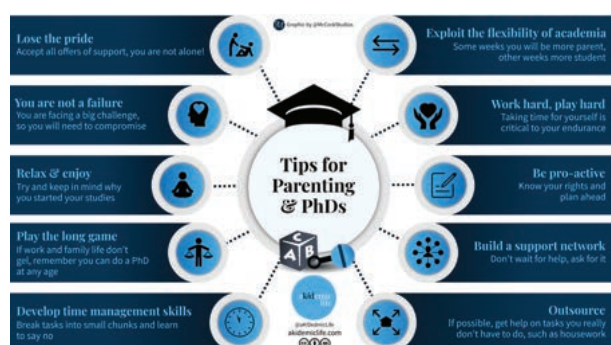 Graphic by @MrCorkStudios
Lose the pride
Accept all offers of support, you are not alone!
You are not a failure
You are facing a big challenge,
so you will need to compromise
Relax & enjoy
Try and keep in mind why
you started your studies
Play the long game
If work and family life don't
gel, remember you can do a PhD
at any age
Develop time management skills
Break tasks into small chunks and learn
to say no
Tips for
Parenting
& PhDs
A
B
C
@aKIDemicLife
akidemiclife.com
Exploit the flexibility of academia
Some weeks you will be more parent,
other weeks more student
Work hard, play hard
Taking time for yourself is
critical to your endurance
Be pro-active
Know your rights and
plan ahead
Build a support network
Don't wait for help, ask for it
Outsource
If possible, get help on tasks you really
don't have to do, such as housework